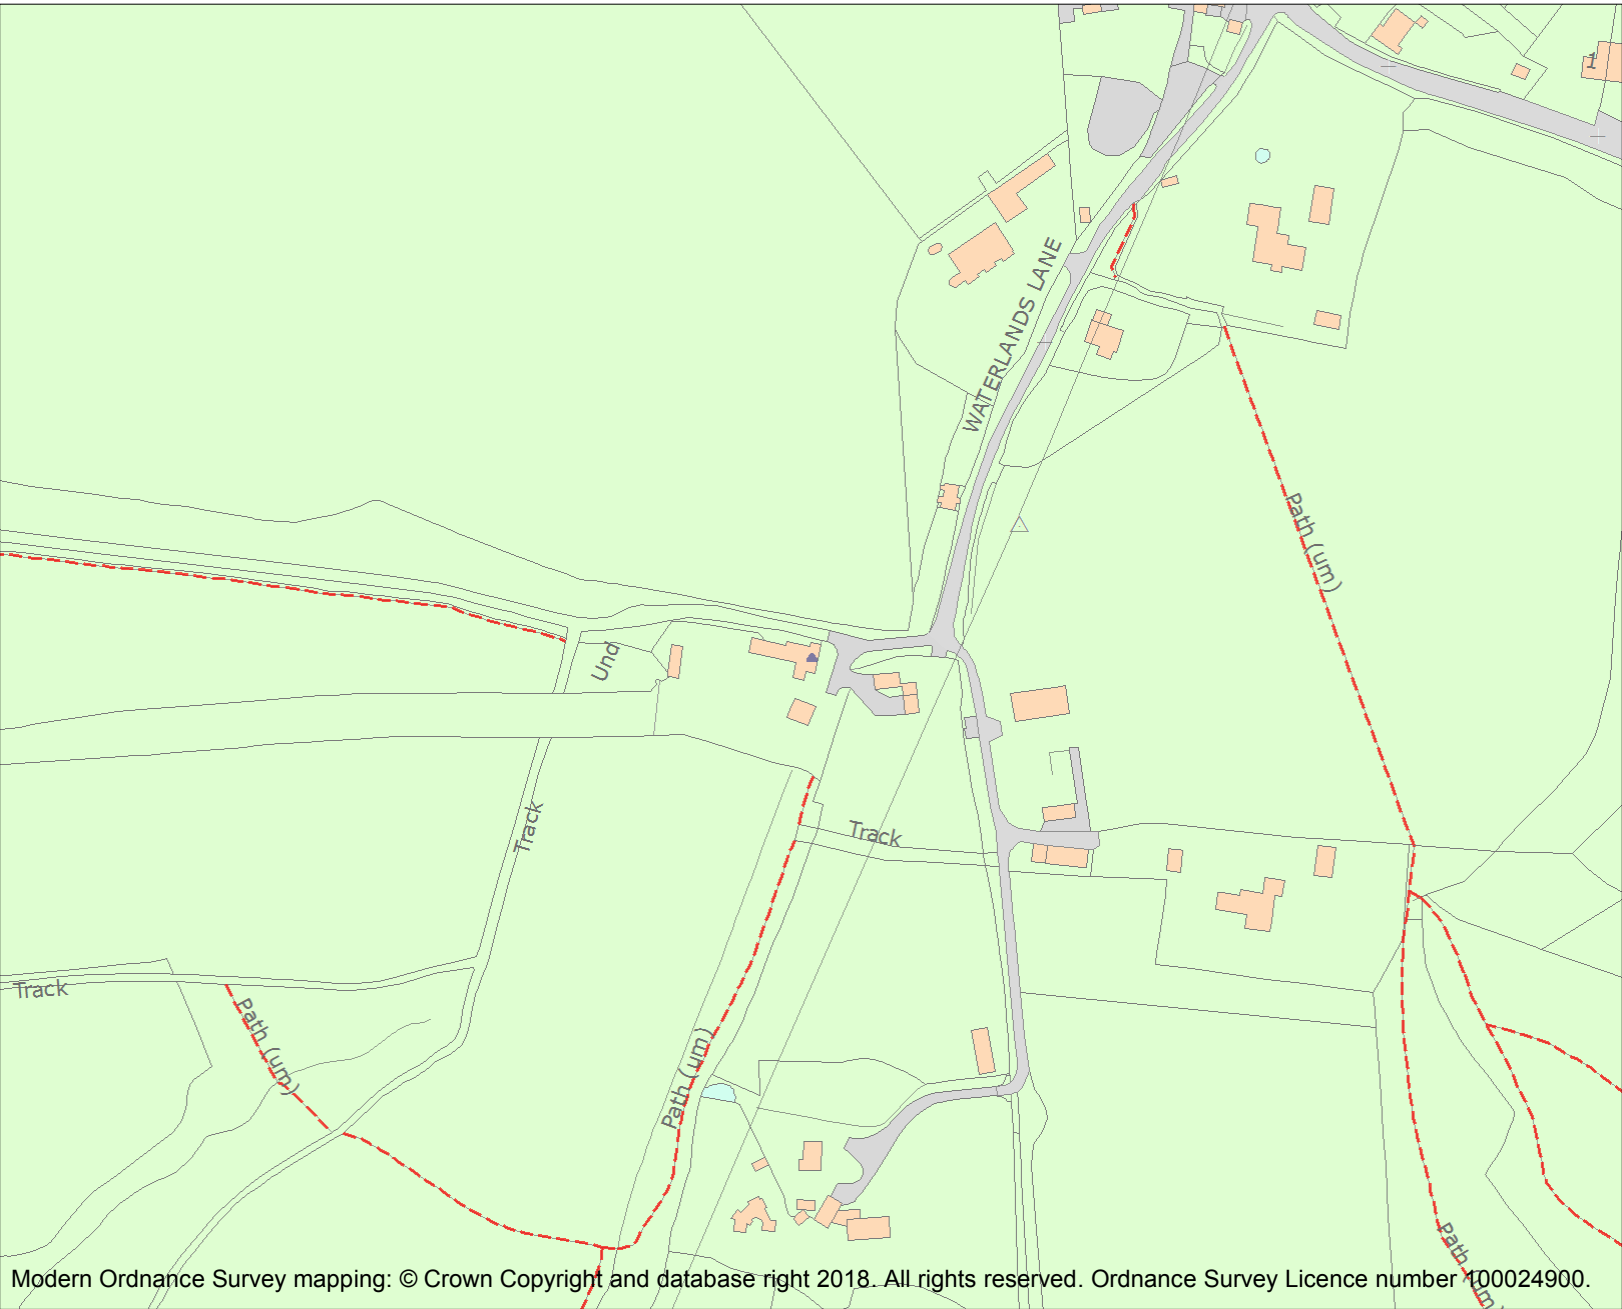 1
WATERLANDS LANE
Path (um)
Und
Track
Track
Track
Path (um)
Path (um)
Path (um)
Modern Ordnance Survey mapping: © Crown Copyright and database right 2018. All rights reserved. Ordnance Survey Licence number 100024900.